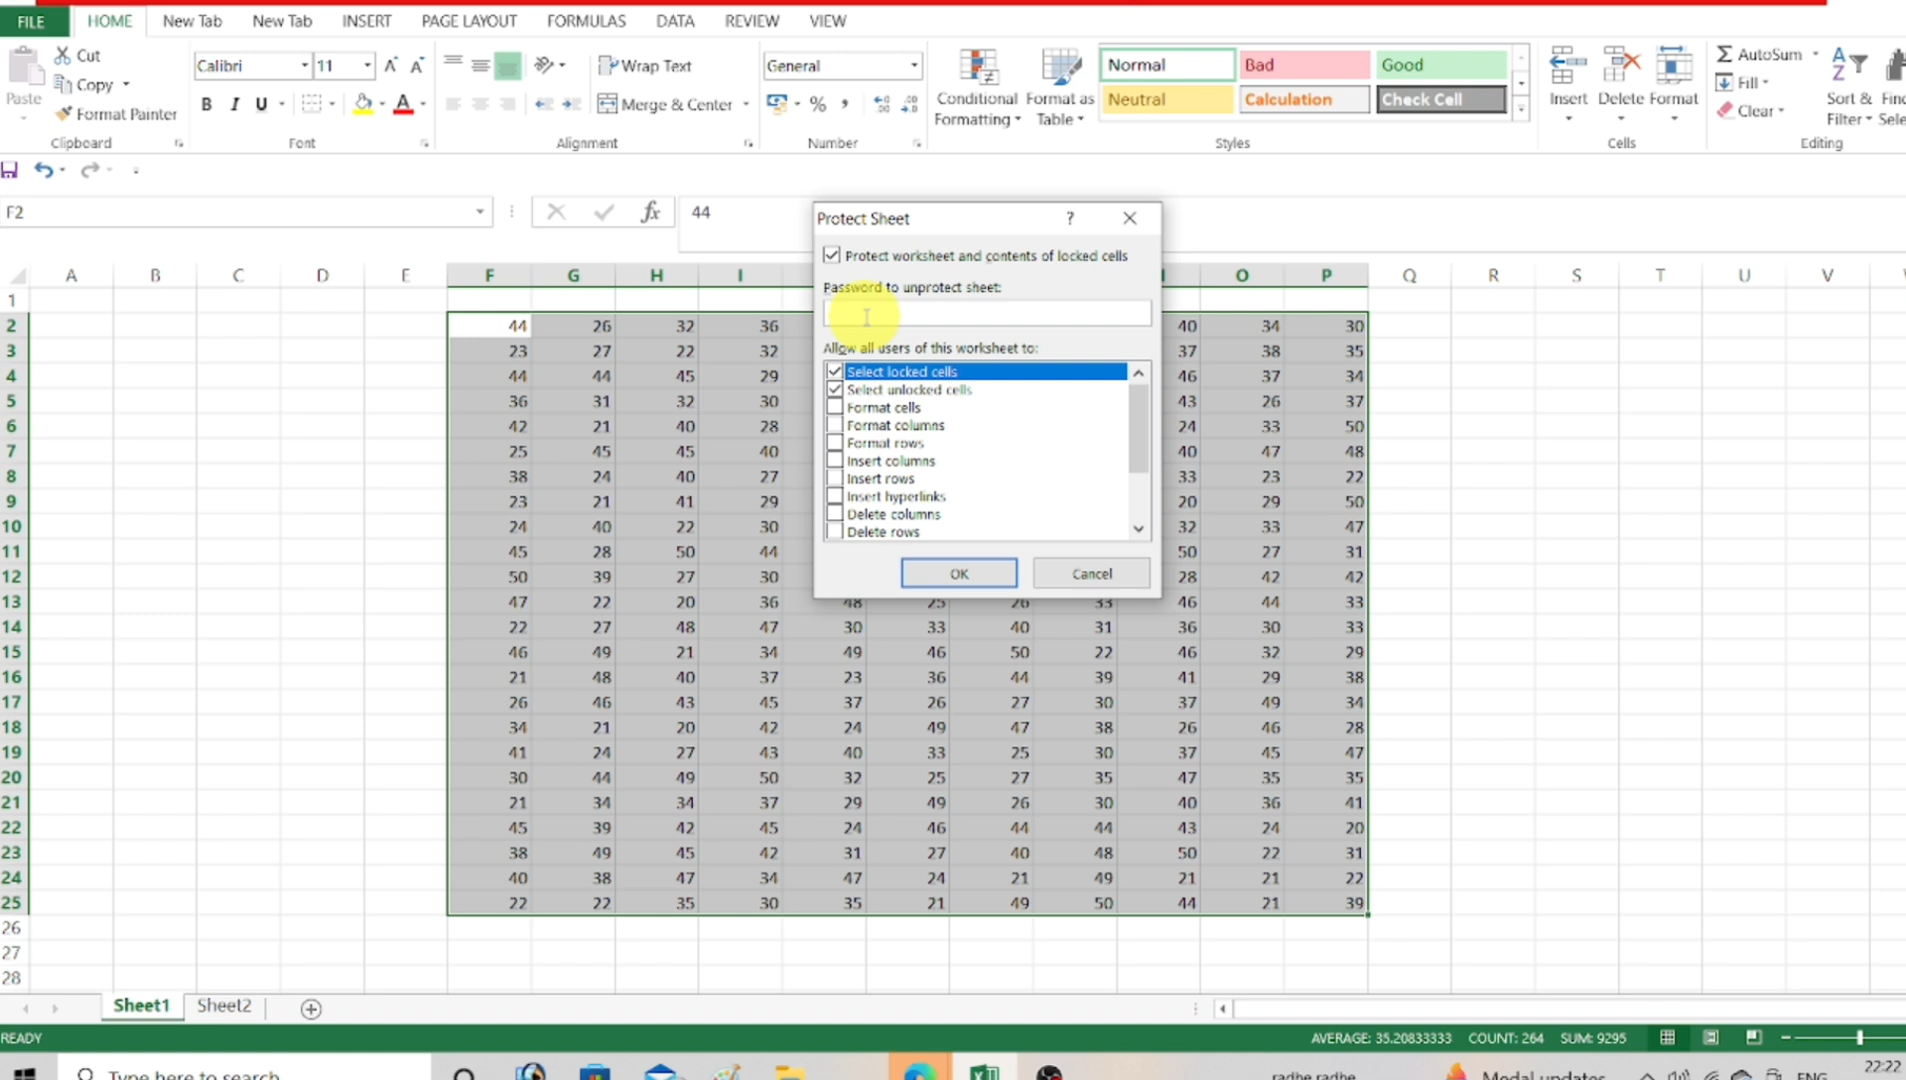 FILE HOME New Tab New Tab INSERT PAGE LAYOUT FORMULAS DATA REVIEW VIEW
Cut Calibri 11 Wrap Text General Normal Bad Good AutoSum
Paste Copy Conditional Formatting Format as Table Insert Delete Format Fill Sort & Filter
Format Painter B I U Merge & Center % Neutral Calculation Check Cell Clear
Clipboard Font Alignment Number Styles Cells Editing
F2 fx 44
Protect Sheet ? ×
Protect worksheet and contents of locked cells
Password to unprotect sheet:
Allow all users of this worksheet to:
Select locked cells
Select unlocked cells
Format cells
Format columns
Format rows
Insert columns
Insert rows
Insert hyperlinks
Delete columns
Delete rows
OK Cancel
A B C D E F G H I O P Q R S T U V
1
2 44 26 32 36 40 34 30
3 23 27 22 32 37 38 35
4 44 44 45 29 46 37 34
5 36 31 32 30 43 26 37
6 42 21 40 28 24 33 50
7 25 45 45 40 40 47 48
8 38 24 40 27 33 23 22
9 23 21 41 29 20 29 50
10 24 40 22 30 32 33 47
11 45 28 50 44 50 27 31
12 50 39 27 30 28 42 42
13 47 22 20 36 48 25 26 33 46 44 33
14 22 27 48 47 30 33 40 31 36 30 33
15 46 49 21 34 49 46 50 22 46 32 29
16 21 48 40 37 23 36 44 39 41 29 38
17 26 46 43 45 37 26 27 30 37 49 34
18 34 21 20 42 24 49 47 38 26 46 28
19 41 24 27 43 40 33 25 30 37 45 47
20 30 44 49 50 32 25 27 35 47 35 35
21 21 34 34 37 29 49 26 30 40 36 41
22 45 39 42 45 24 46 44 44 43 24 20
23 38 49 45 42 31 27 40 48 50 22 31
24 40 38 47 34 47 24 21 49 21 21 22
25 22 22 35 30 35 21 49 50 44 21 39
26
27
28
Sheet1 Sheet2
READY AVERAGE: 35.20833333 COUNT: 264 SUM: 9295
Type here to search radhe radhe Modal updates ENG 22:22